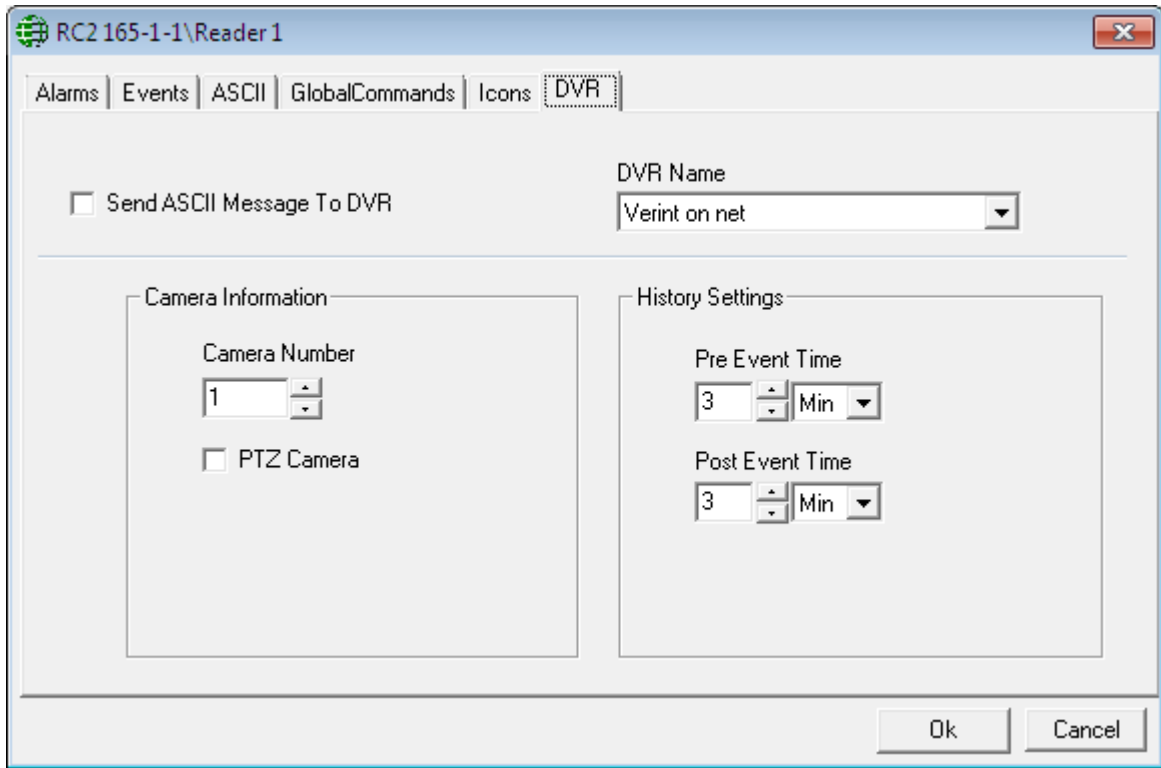 RC2 165-1-1\Reader 1
Alarms Events ASCII GlobalCommands Icons DVR
Send ASCII Message To DVR
DVR Name
Verint on net
Camera Information
Camera Number
1
PTZ Camera
History Settings
Pre Event Time
3 Min
Post Event Time
3 Min
Ok Cancel